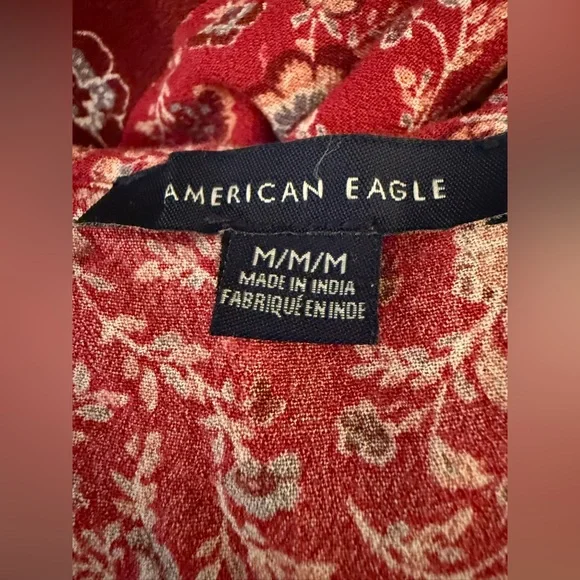 AMERICAN EAGLE
M/M/M
MADE IN INDIA
FABRIQUÉ EN INDE